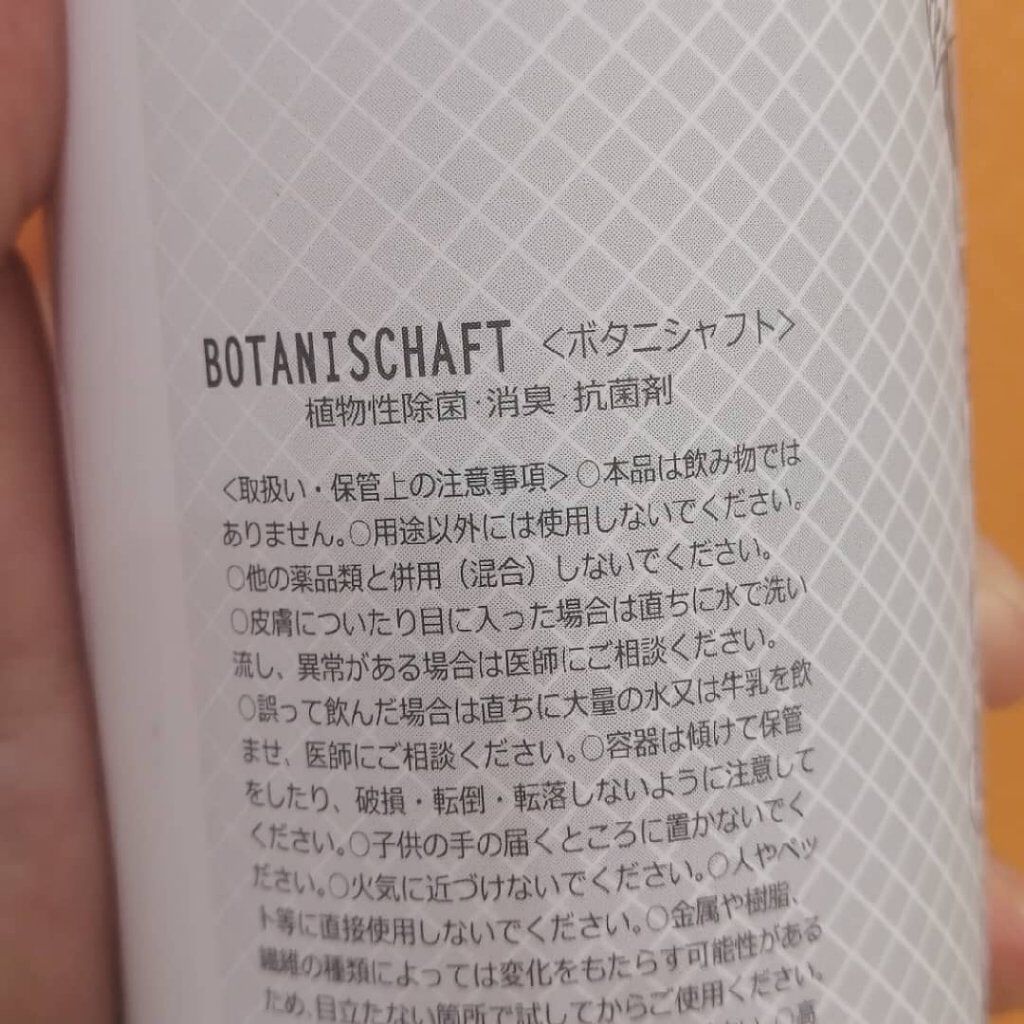 BOTANISCHAFT <ボタニシャフト>
植物性除菌・消臭・抗菌剤
<取扱い・保管上の注意事項>○本品は飲み物では
ありません。○用途以外には使用しないでください。
○他の薬品類と併用（混合）しないでください。
○皮膚についたり目に入った場合は直ちに水で洗い
流し、異常がある場合は医師にご相談ください。
○誤って飲んだ場合は直ちに大量の水又は牛乳を飲
ませ、医師にご相談ください。○容器は傾けて保管
をしたり、破損・転倒・転落しないように注意して
ください。○子供の手の届くところに置かないでく
ださい。○火気に近づけないでください。○人やペッ
ト等に直接使用しないでください。○金属や樹脂、
繊維の種類によっては変化をもたらす可能性がある
ため、目立たない箇所で試してからご使用ください。
○高